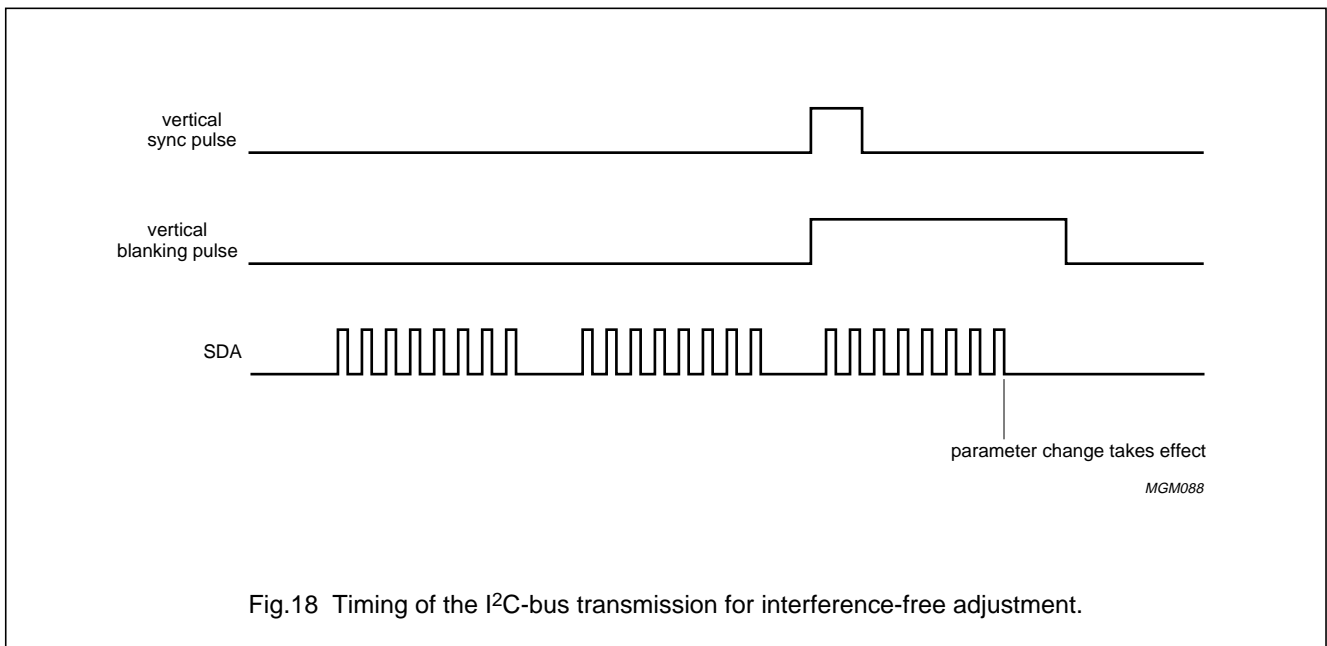 vertical
sync pulse
vertical
blanking pulse
SDA
parameter change takes effect
MGM088
Fig.18 Timing of the I²C-bus transmission for interference-free adjustment.